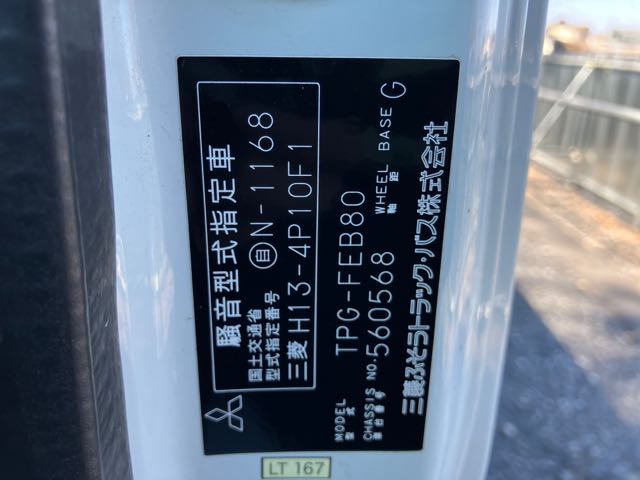 騒音型式指定車
国土交通省
型式指定番号
自 N-1168
三菱 H13-4P10F1
MODEL
型式
TPG-FEB80
CHASSIS NO.
車台番号
560568
WHEEL BASE
軸距
G
三菱ふそうトラック・バス株式会社
LT 167